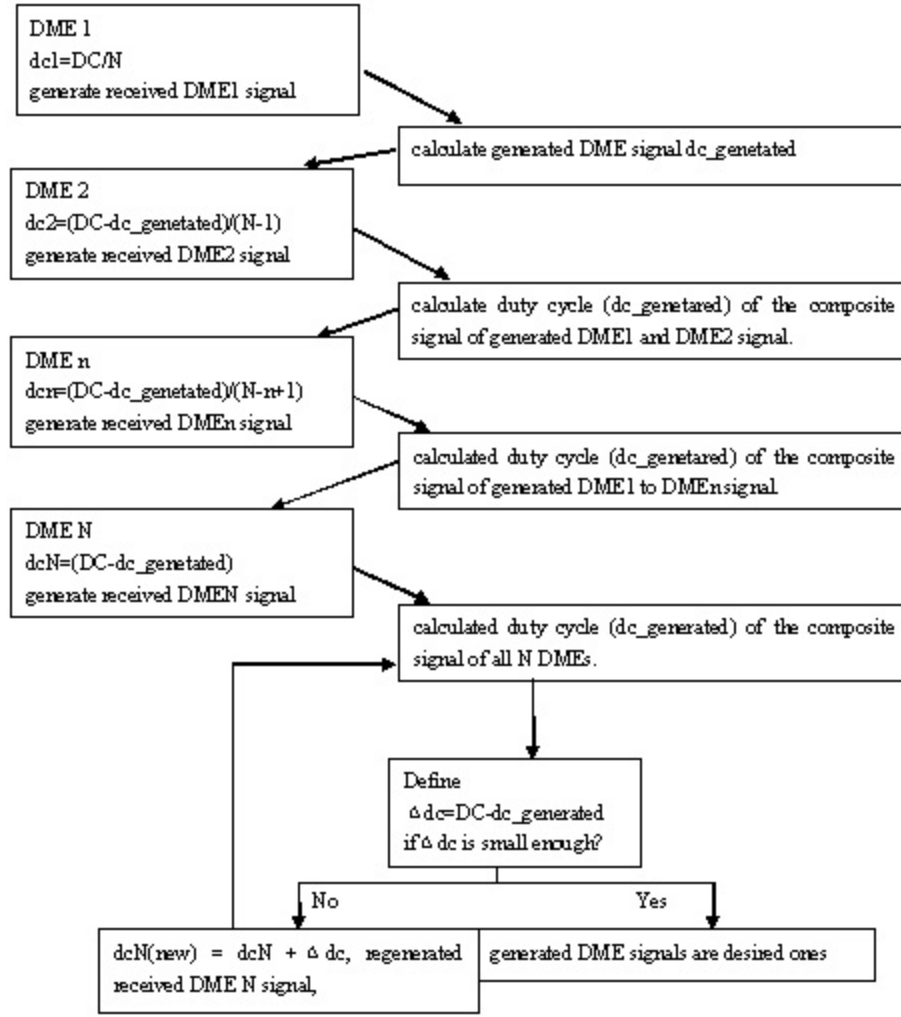 DME 1
dc1=DC/N
generate received DME1 signal
calculate generated DME signal dc_genetated
DME 2
dc2=(DC-dc_genetated)/(N-1)
generate received DME2 signal
calculate duty cycle (dc_genetared) of the composite
signal of generated DME1 and DME2 signal.
DME n
dcn=(DC-dc_genetated)/(N-n+1)
generate received DMEn signal
calculated duty cycle (dc_genetared) of the composite
signal of generated DME1 to DMEn signal.
DME N
dcN=(DC-dc_genetated)
generate received DMEN signal
calculated duty cycle (dc_generated) of the composite
signal of all N DMEs.
Define
△dc=DC-dc_generated
if △ dc is small enough?
No
Yes
dcN(new) = dcN + △ dc, regenerated
received DME N signal,
generated DME signals are desired ones